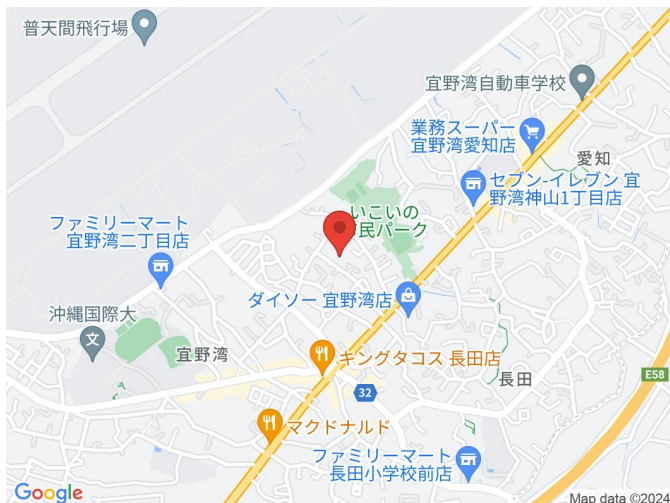 普天間飛行場
宜野湾自動車学校
業務スーパー
宜野湾愛知店
愛知
セブン-イレブン 宜
野湾神山1丁目店
いこいの
民パーク
ファミリーマート
宜野湾二丁目店
ダイソー 宜野湾店
沖縄国際大
文
宜野湾
キングタコス 長田店
長田
E58
32
マクドナルド
ファミリーマート
長田小学校前店
Google
Map data ©2024